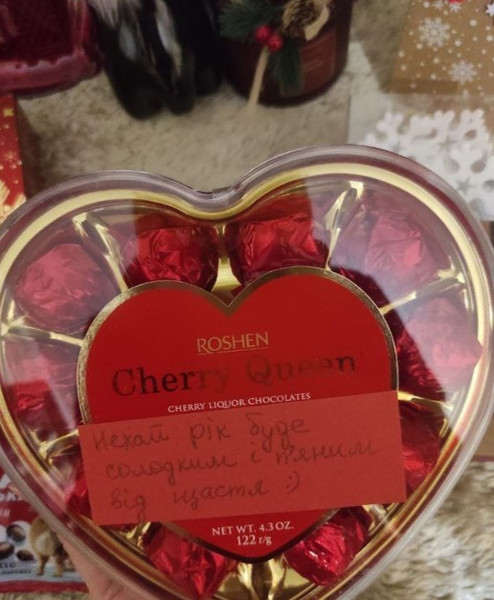 ROSHEN
Cherry Queen
CHERRY LIQUOR CHOCOLATES
Нехай рік буде
солодким і п'яним
від щастя :)
NET WT. 4.3 OZ.
122 г/g